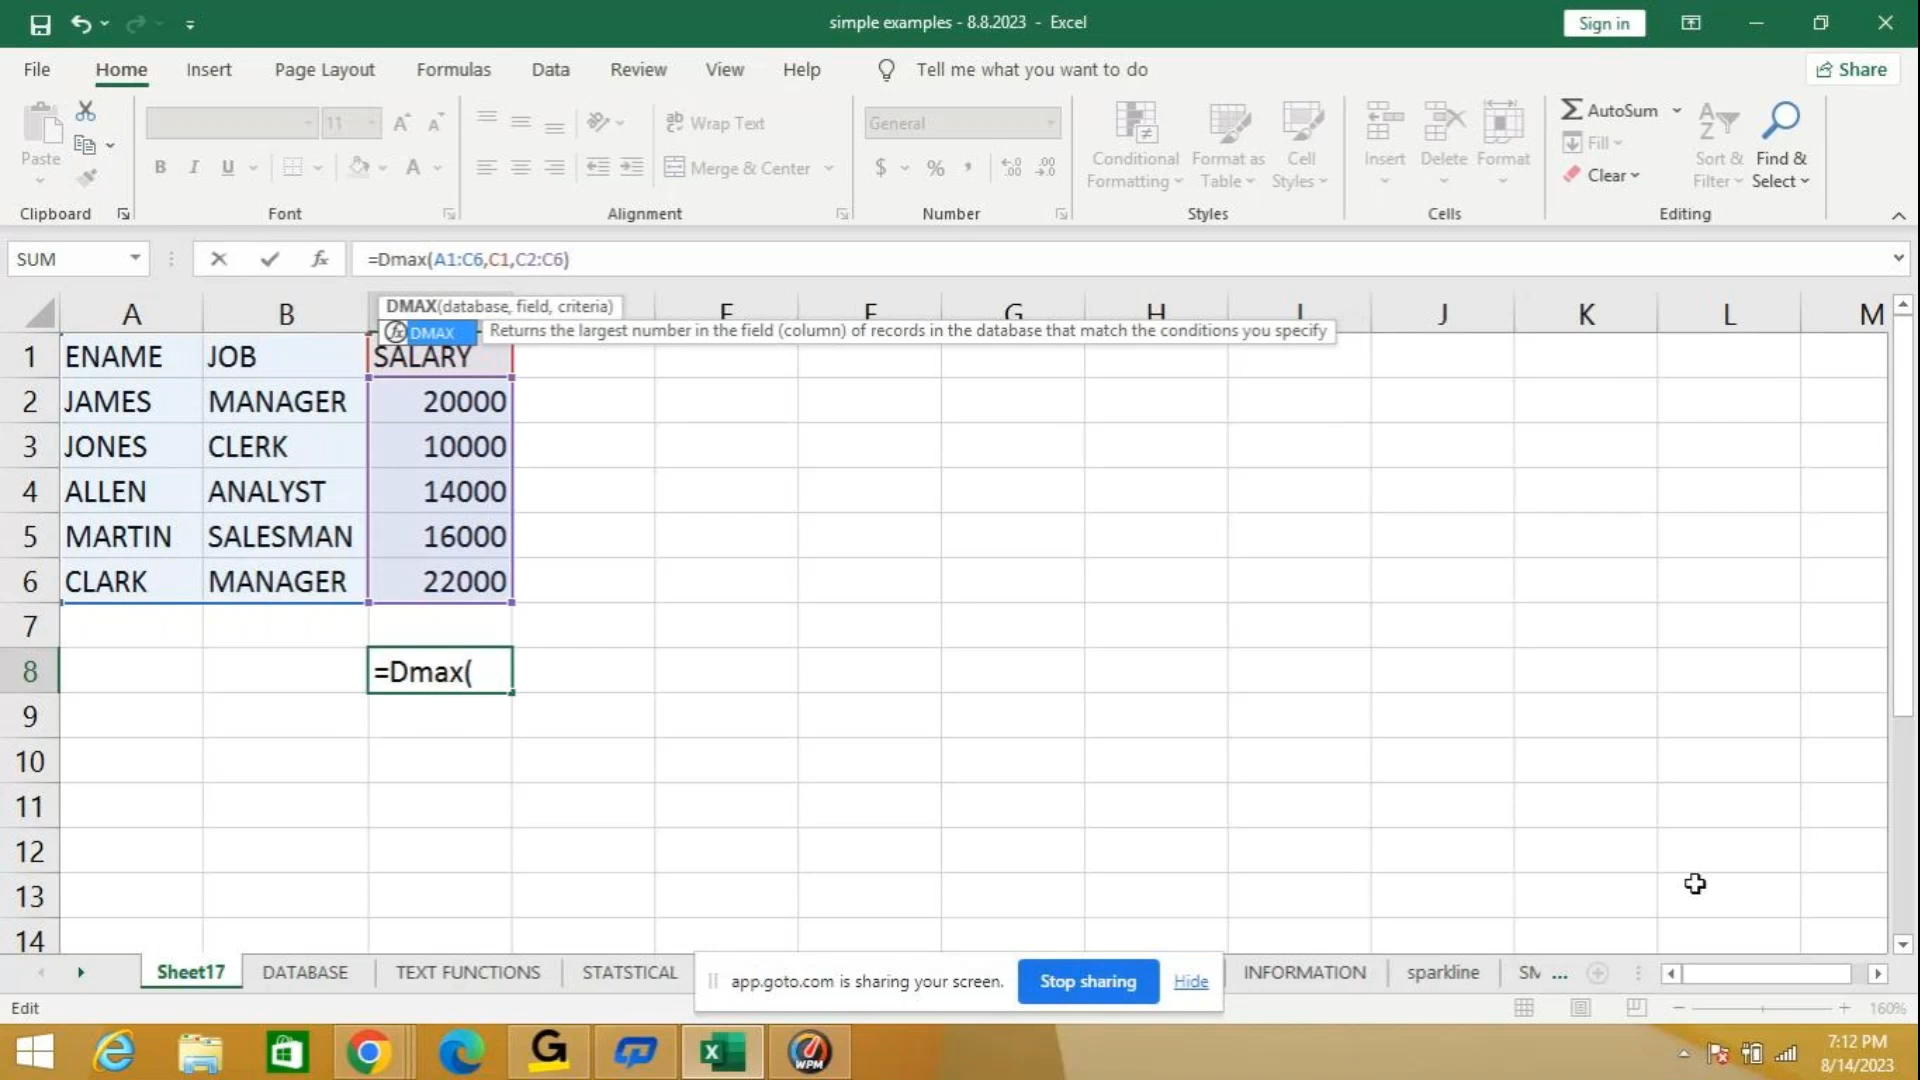 simple examples - 8.8.2023 - Excel
Sign in
File Home Insert Page Layout Formulas Data Review View Help Tell me what you want to do Share
Paste
Clipboard
11
B I U A
Font
Wrap Text
Merge & Center
Alignment
General
$ % ,
Number
Conditional Formatting
Format as Table
Cell Styles
Styles
Insert Delete Format
Cells
AutoSum
Fill
Clear
Sort & Filter
Find & Select
Editing
SUM fx =Dmax(A1:C6,C1,C2:C6)
DMAX(database, field, criteria)
DMAX Returns the largest number in the field (column) of records in the database that match the conditions you specify
A B E F G H I J K L M
1 ENAME JOB SALARY
2 JAMES MANAGER 20000
3 JONES CLERK 10000
4 ALLEN ANALYST 14000
5 MARTIN SALESMAN 16000
6 CLARK MANAGER 22000
7
8 =Dmax(
9
10
11
12
13
14
Sheet17 DATABASE TEXT FUNCTIONS STATSTICAL INFORMATION sparkline SM ...
app.goto.com is sharing your screen. Stop sharing Hide
Edit 160%
WPM
7:12 PM
8/14/2023